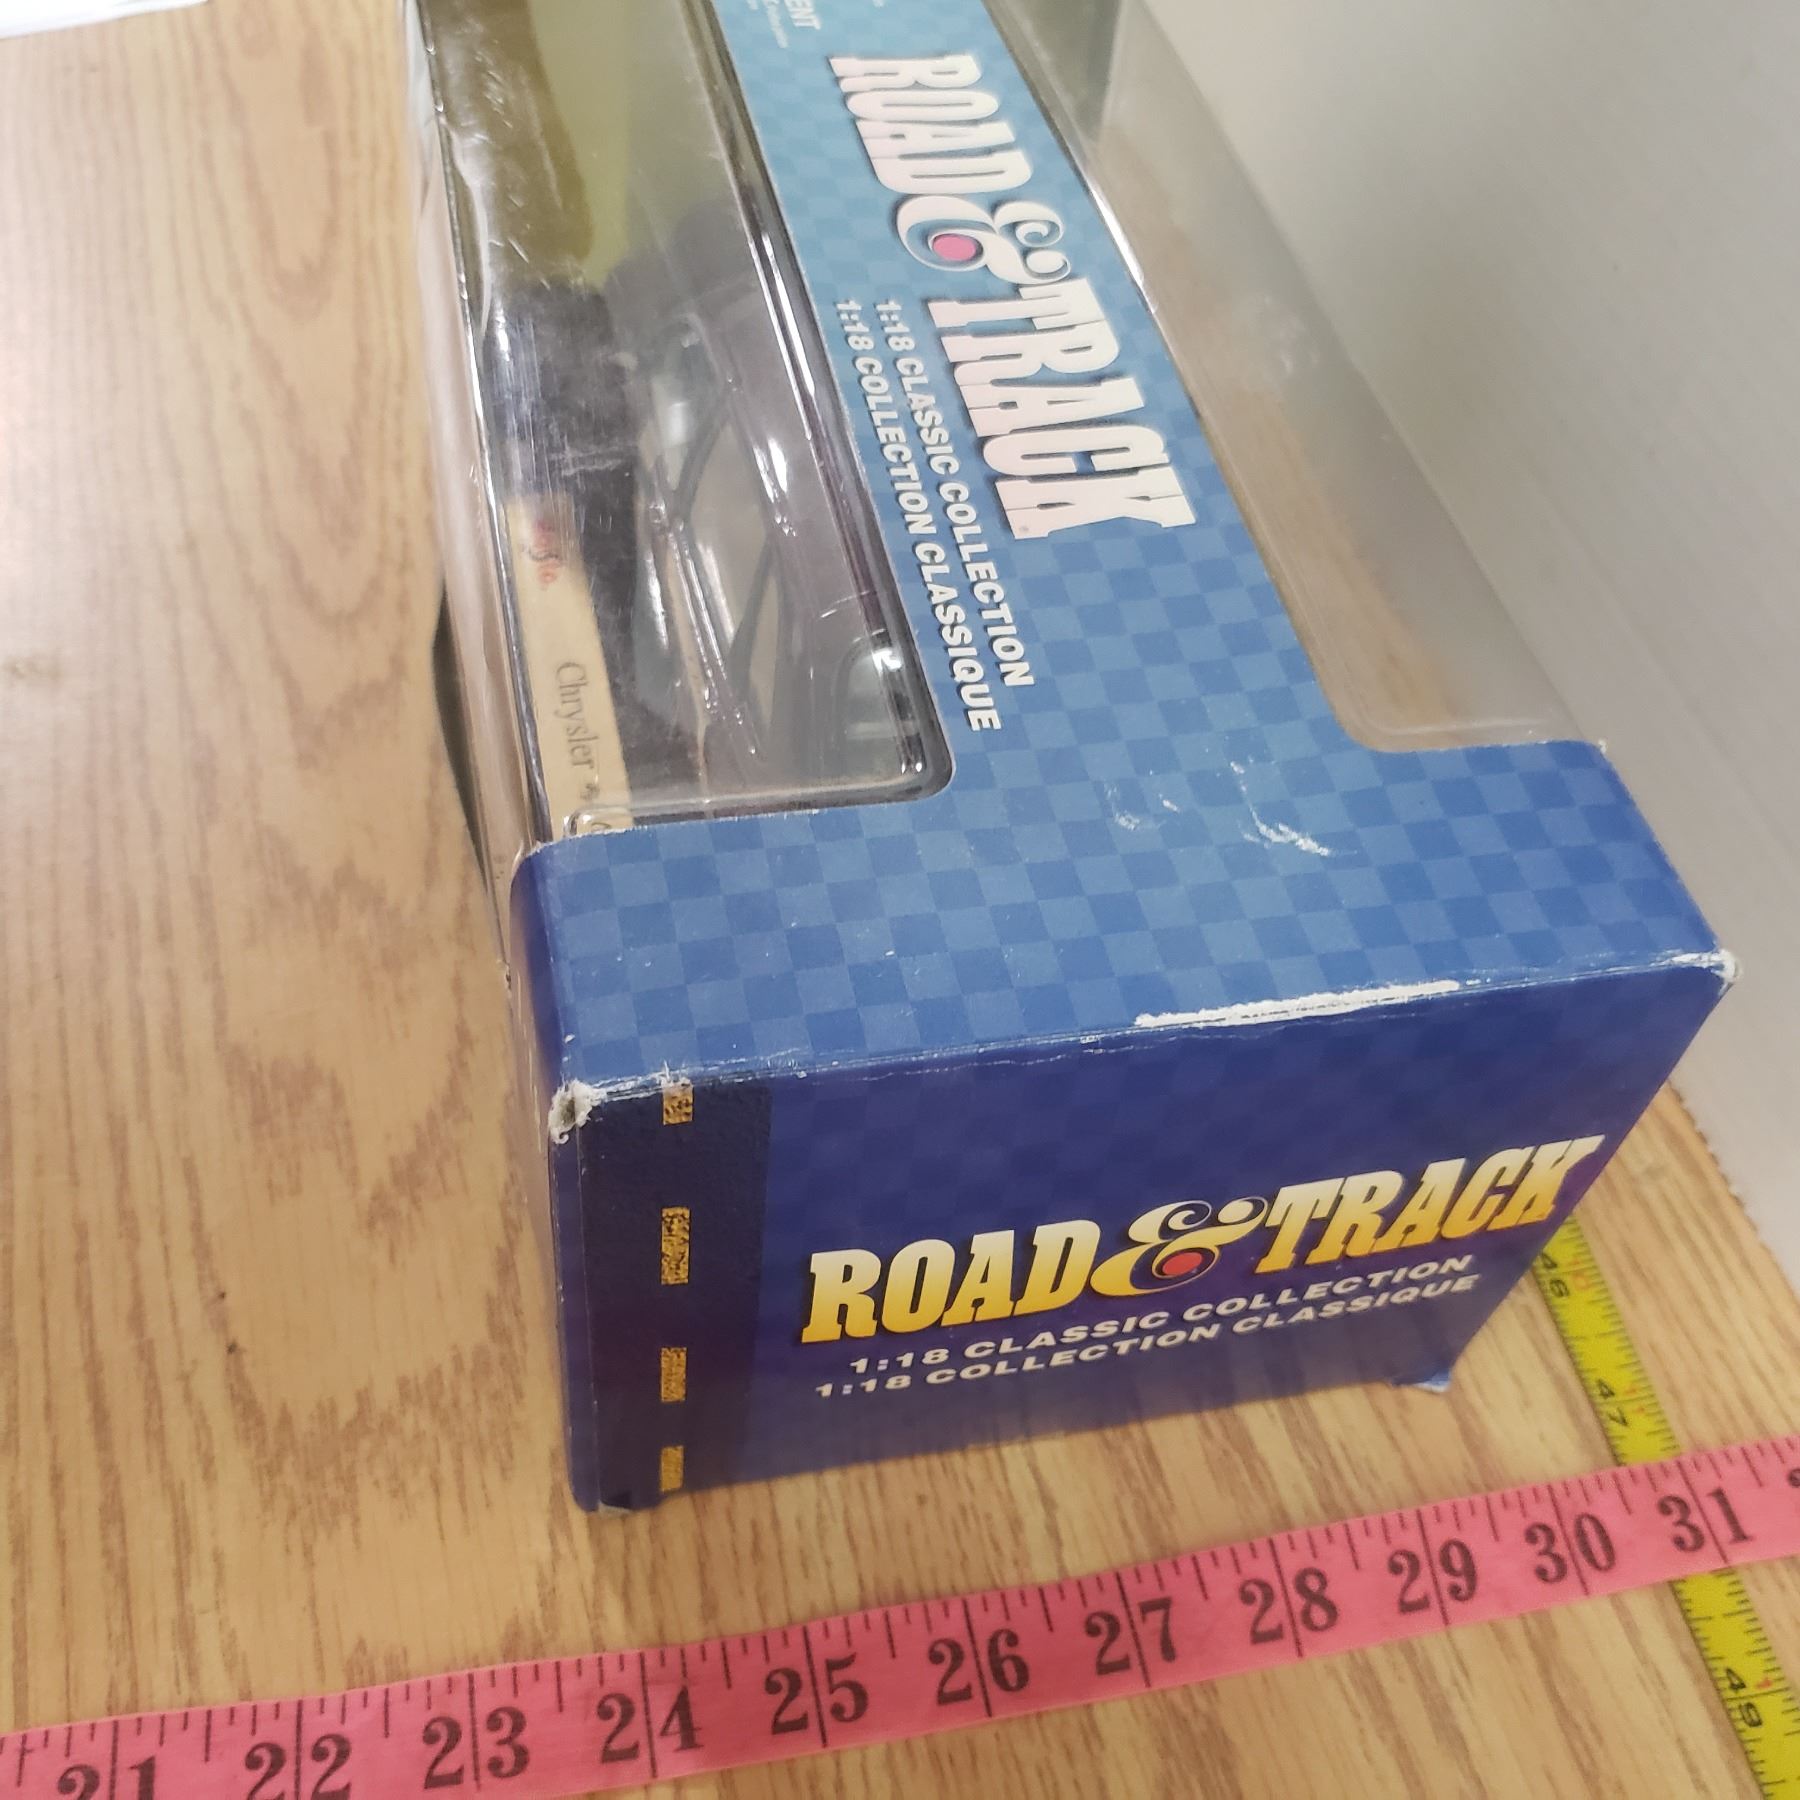 ENT
ROAD & TRACK
1:18 CLASSIC COLLECTION
1:18 COLLECTION CLASSIQUE
Chrysler
ROAD & TRACK
1:18 CLASSIC COLLECTION
1:18 COLLECTION CLASSIQUE
46
47
49
21 22 23 24 25 26 27 28 29 30 31